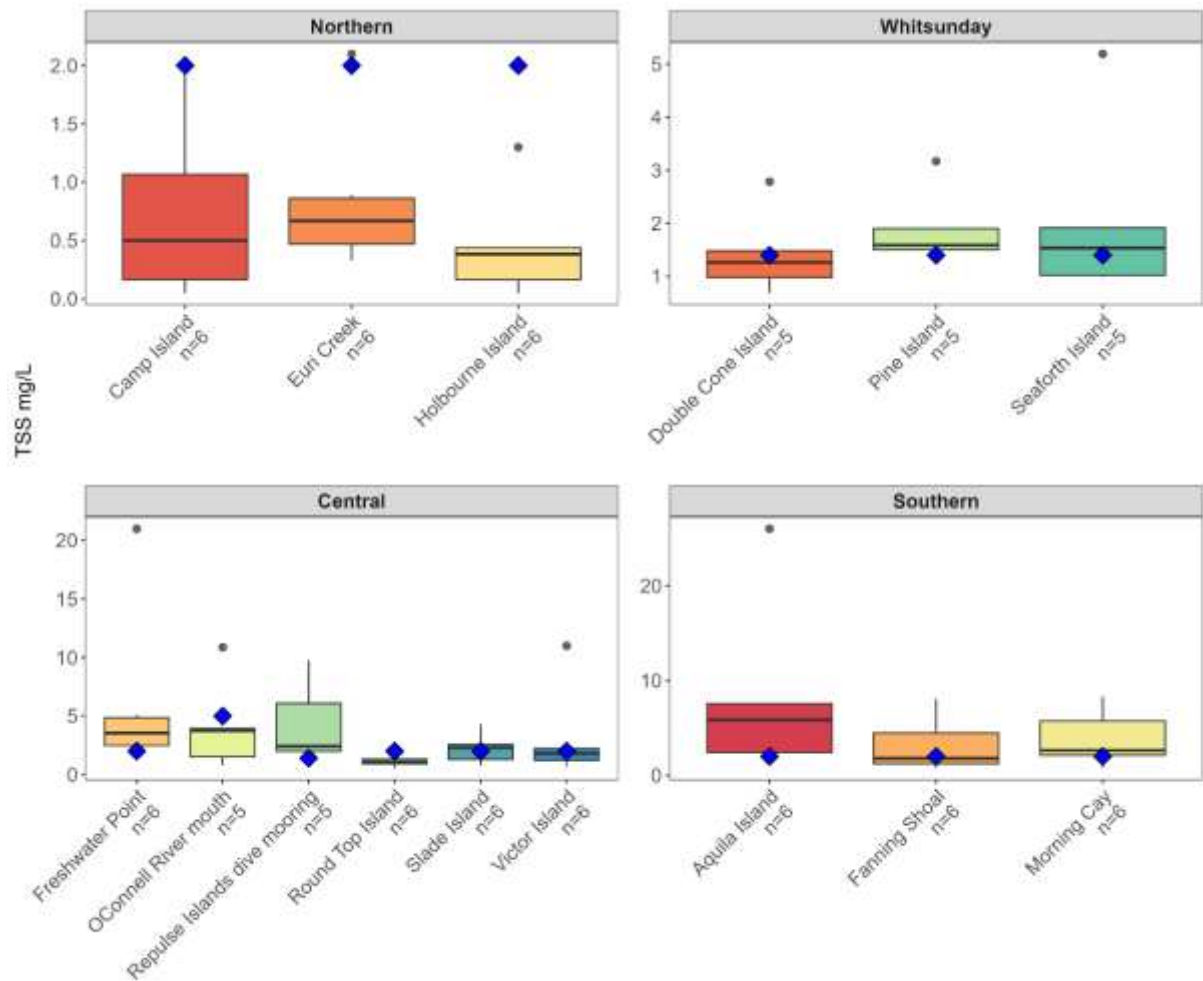 Northern
Whitsunday
2.0
1.5
1.0
0.5
0.0
5
4
3
2
1
Camp Island
n=6
Euri Creek
n=6
Holbourne Island
n=6
Double Cone Island
n=5
Pine Island
n=5
Seaforth Island
n=5
TSS mg/L
Central
Southern
20
15
10
5
0
20
10
0
Freshwater Point
n=6
OConnell River mouth
n=5
Repulse Islands dive mooring
n=5
Round Top Island
n=6
Slade Island
n=6
Victor Island
n=6
Aquila Island
n=6
Fanning Shoal
n=6
Morning Cay
n=6